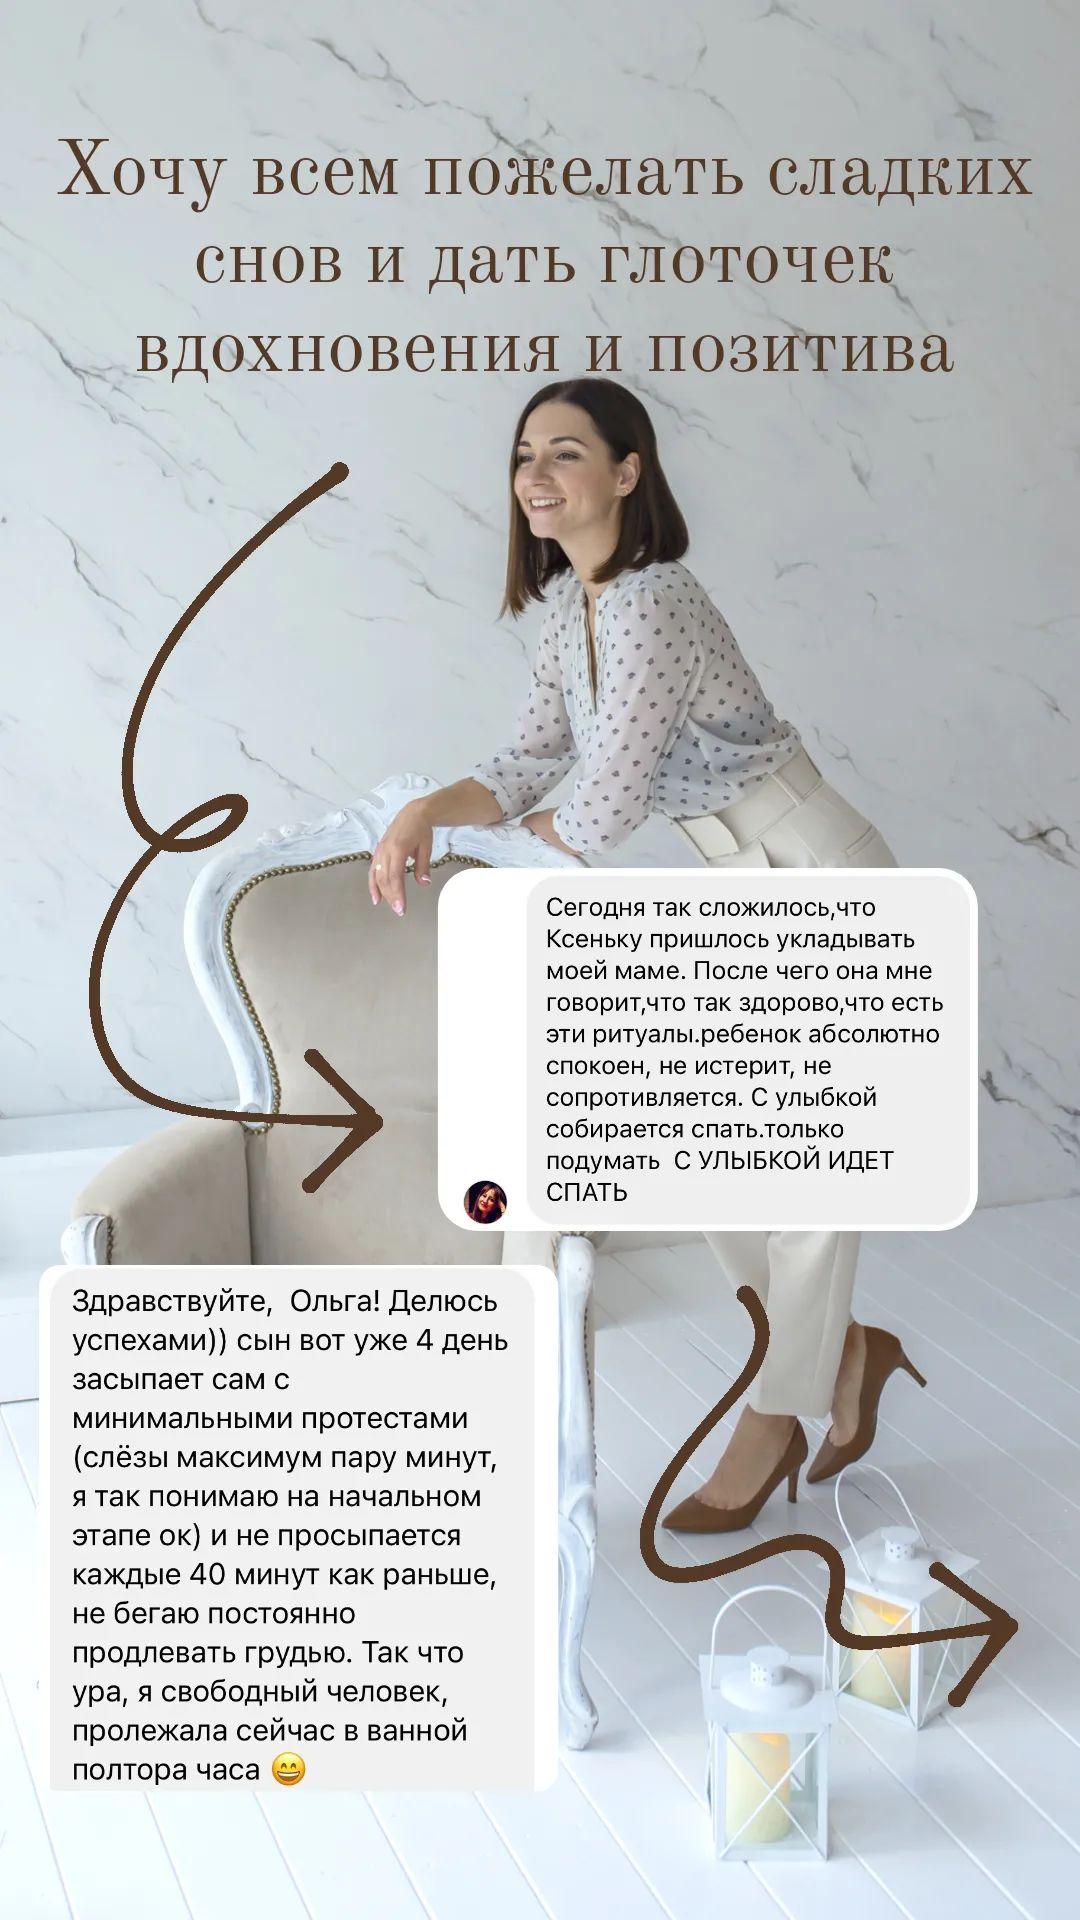 Хочу всем пожелать сладких
снов и дать глоточек
вдохновения и позитива
Сегодня так сложилось,что
Ксеньку пришлось укладывать
моей маме. После чего она мне
говорит,что так здорово,что есть
эти ритуалы.ребенок абсолютно
спокоен, не истерит, не
сопротивляется. С улыбкой
собирается спать.только
подумать  С УЛЫБКОЙ ИДЕТ
СПАТЬ
Здравствуйте,  Ольга! Делюсь
успехами)) сын вот уже 4 день
засыпает сам с
минимальными протестами
(слёзы максимум пару минут,
я так понимаю на начальном
этапе ок) и не просыпается
каждые 40 минут как раньше,
не бегаю постоянно
продлевать грудью. Так что
ура, я свободный человек,
пролежала сейчас в ванной
полтора часа 😄